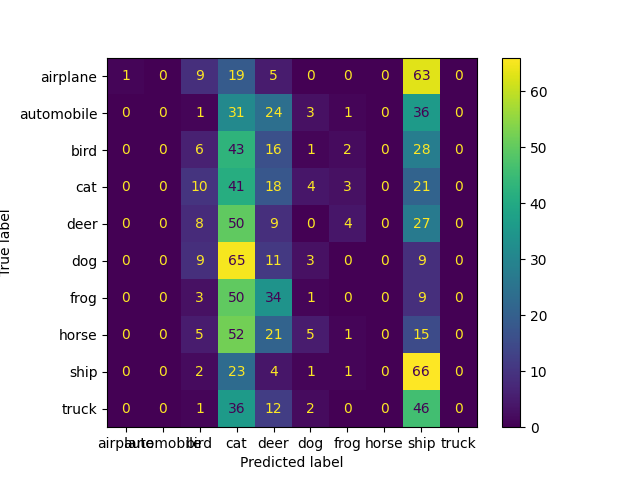 airplane 1 0 9 19 5 0 0 0 63 0
automobile 0 0 1 31 24 3 1 0 36 0
bird 0 0 6 43 16 1 2 0 28 0
cat 0 0 10 41 18 4 3 0 21 0
deer 0 0 8 50 9 0 4 0 27 0
dog 0 0 9 65 11 3 0 0 9 0
frog 0 0 3 50 34 1 0 0 9 0
horse 0 0 5 52 21 5 1 0 15 0
ship 0 0 2 23 4 1 1 0 66 0
truck 0 0 1 36 12 2 0 0 46 0
airplane automobile bird cat deer dog frog horse ship truck
Predicted label
True label
60
50
40
30
20
10
0